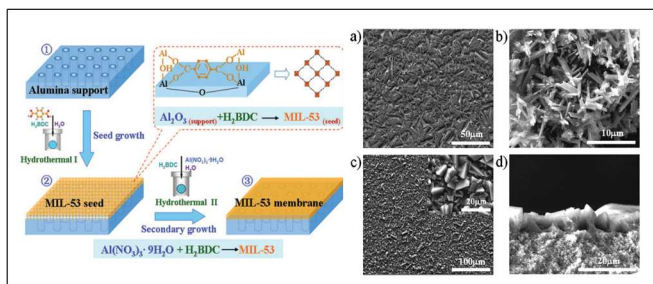 ①
Alumina support
H₂BDC H₂O
Hydrothermal I
Seed growth
Al OH Al O O O O Al OH Al O
Al₂O₃ (support) +H₂BDC → MIL-53 (seed)
②
MIL-53 seed
H₂BDC Al(NO₃)₃·9H₂O
H₂O
Hydrothermal II
Secondary growth
③
MIL-53 membrane
Al(NO₃)₃· 9H₂O + H₂BDC → MIL-53
a)
50μm
b)
10μm
c)
20μm
100μm
d)
20μm